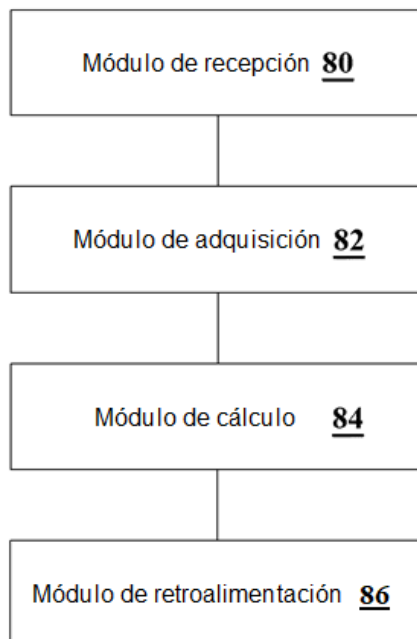 Módulo de recepción 80
Módulo de adquisición 82
Módulo de cálculo 84
Módulo de retroalimentación 86